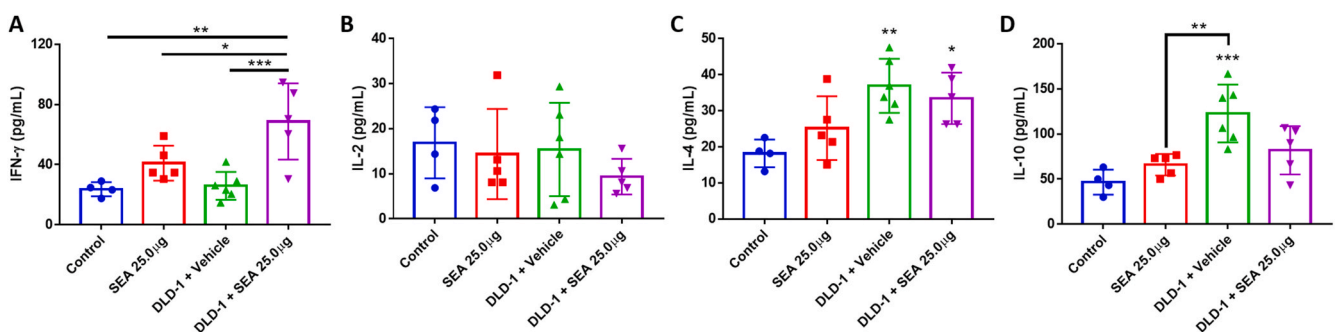 A
IFN-γ (pg/mL)
120
80
40
0
**
*
***
Control
SEA 25.0μg
DLD-1 + Vehicle
DLD-1 + SEA 25.0μg
B
IL-2 (pg/mL)
40
30
20
10
0
Control
SEA 25.0μg
DLD-1 + Vehicle
DLD-1 + SEA 25.0μg
C
IL-4 (pg/mL)
50
40
30
20
10
0
**
*
Control
SEA 25.0μg
DLD-1 + Vehicle
DLD-1 + SEA 25.0μg
D
IL-10 (pg/mL)
200
150
100
50
0
**
***
Control
SEA 25.0μg
DLD-1 + Vehicle
DLD-1 + SEA 25.0μg